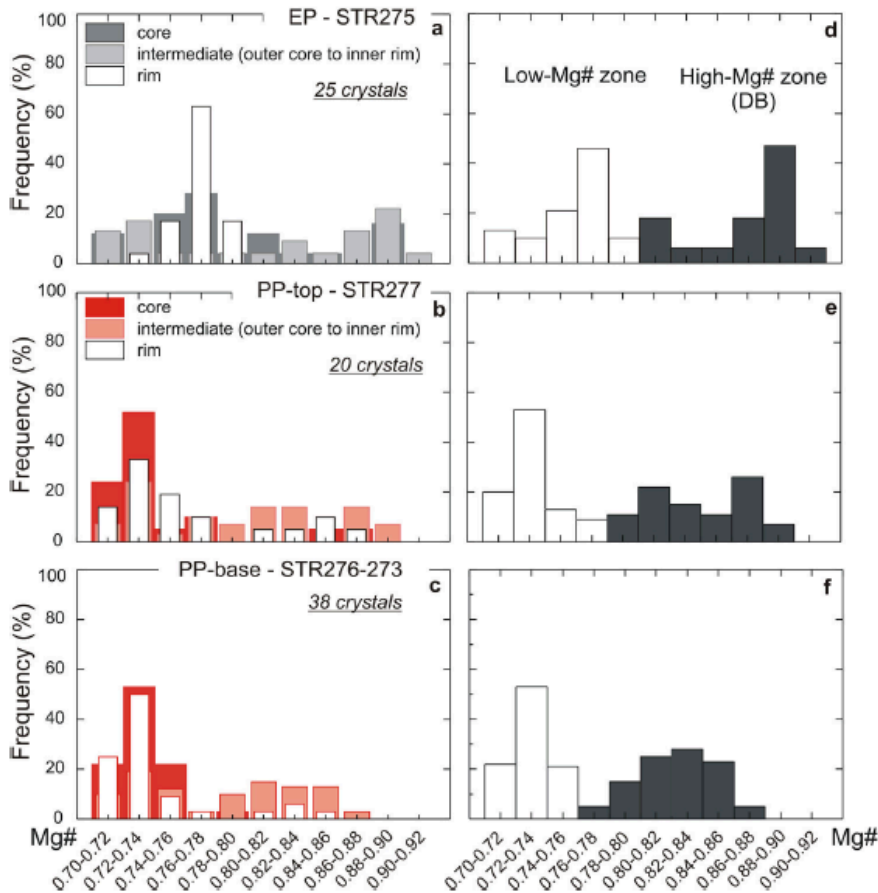 EP - STR275
a
core
intermediate (outer core to inner rim)
rim
25 crystals
Frequency (%)
100
80
60
40
20
0
d
Low-Mg# zone
High-Mg# zone
(DB)
PP-top - STR277
b
core
intermediate (outer core to inner rim)
rim
20 crystals
Frequency (%)
100
80
60
40
20
0
e
PP-base - STR276-273
c
38 crystals
Frequency (%)
100
80
60
40
20
0
f
Mg#
0.70-0.72
0.72-0.74
0.74-0.76
0.76-0.78
0.78-0.80
0.80-0.82
0.82-0.84
0.84-0.86
0.86-0.88
0.88-0.90
0.90-0.92
0.70-0.72
0.72-0.74
0.74-0.76
0.76-0.78
0.78-0.80
0.80-0.82
0.82-0.84
0.84-0.86
0.86-0.88
0.88-0.90
0.90-0.92
Mg#